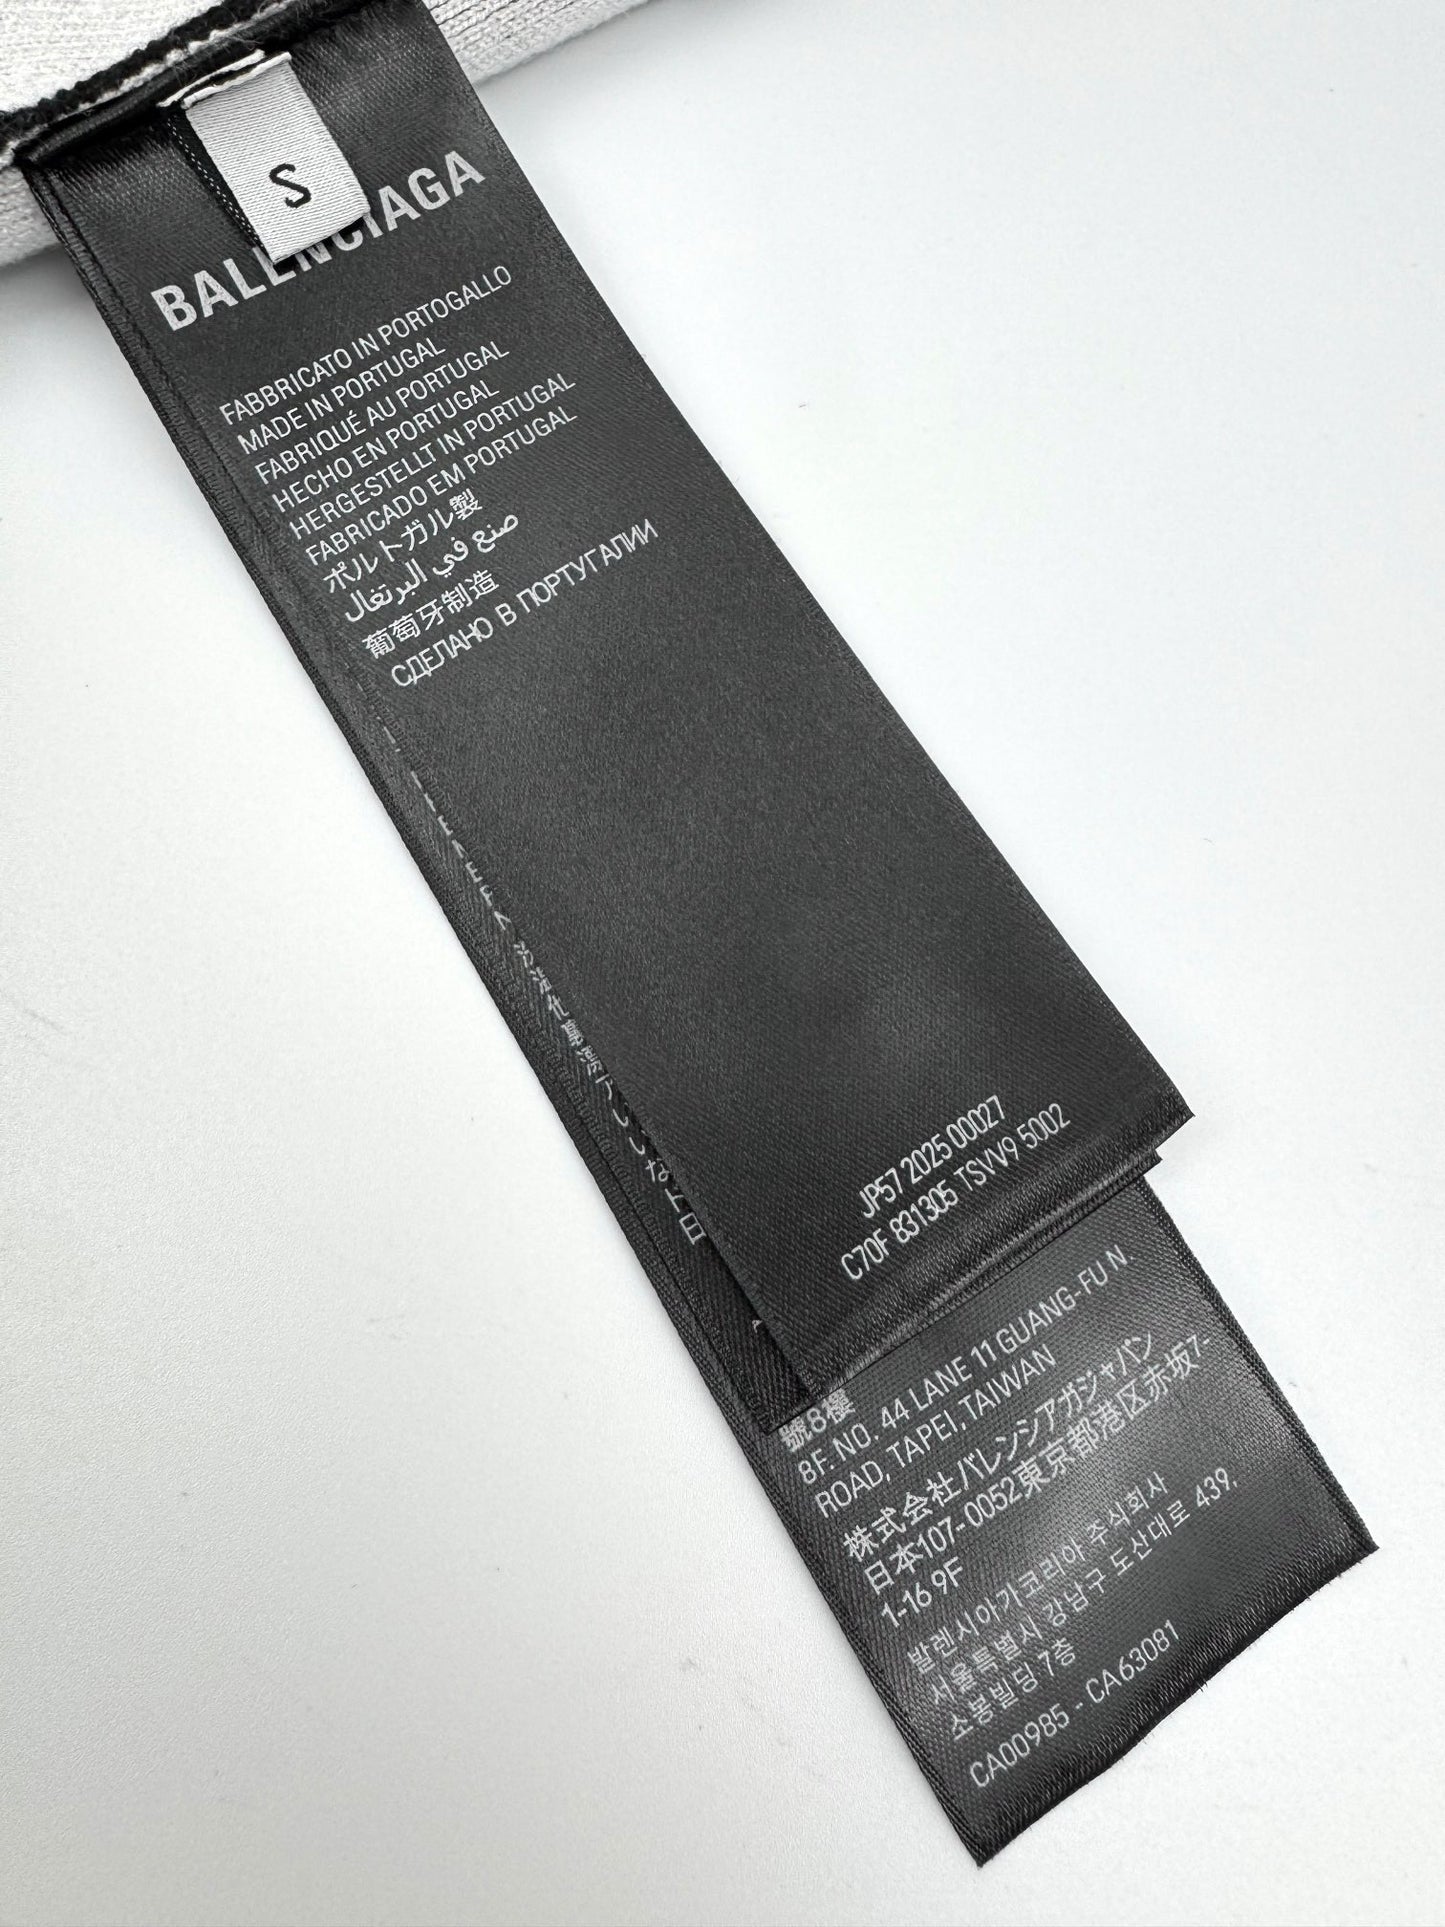 S
BALENCIAGA
FABBRICATO IN PORTOGALLO
MADE IN PORTUGAL
FABRIQUÉ AU PORTUGAL
HECHO EN PORTUGAL
HERGESTELLT IN PORTUGAL
FABRICADO EM PORTUGAL
ポルトガル製
صنع في البرتغال
葡萄牙制造
СДЕЛАНО В ПОРТУГАЛИИ
JP57 2025 00027
C70F 831305 TSVV9 5002
號8樓
8F. NO. 44 LANE 11 GUANG-FU N.
ROAD, TAPEI, TAIWAN
株式会社バレンシアガジャパン
日本107-0052東京都港区赤坂7-
1-16 9F
발렌시아가코리아 주식회사
서울특별시 강남구 도산대로 439,
소봉빌딩 7층
CA00985 - CA63081